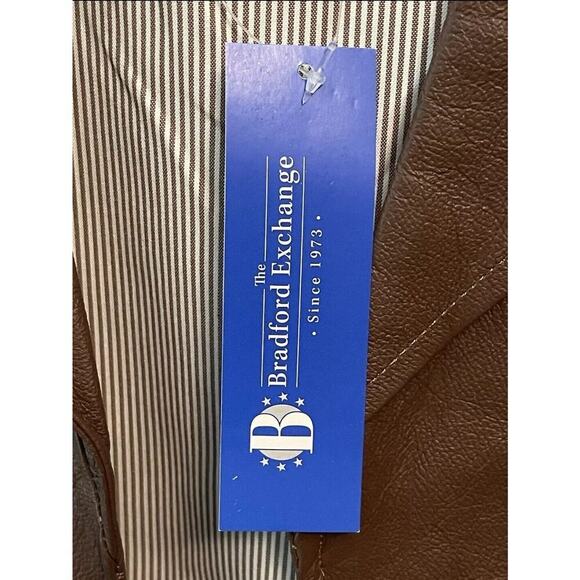 The
Bradford Exchange
• Since 1973 •
B